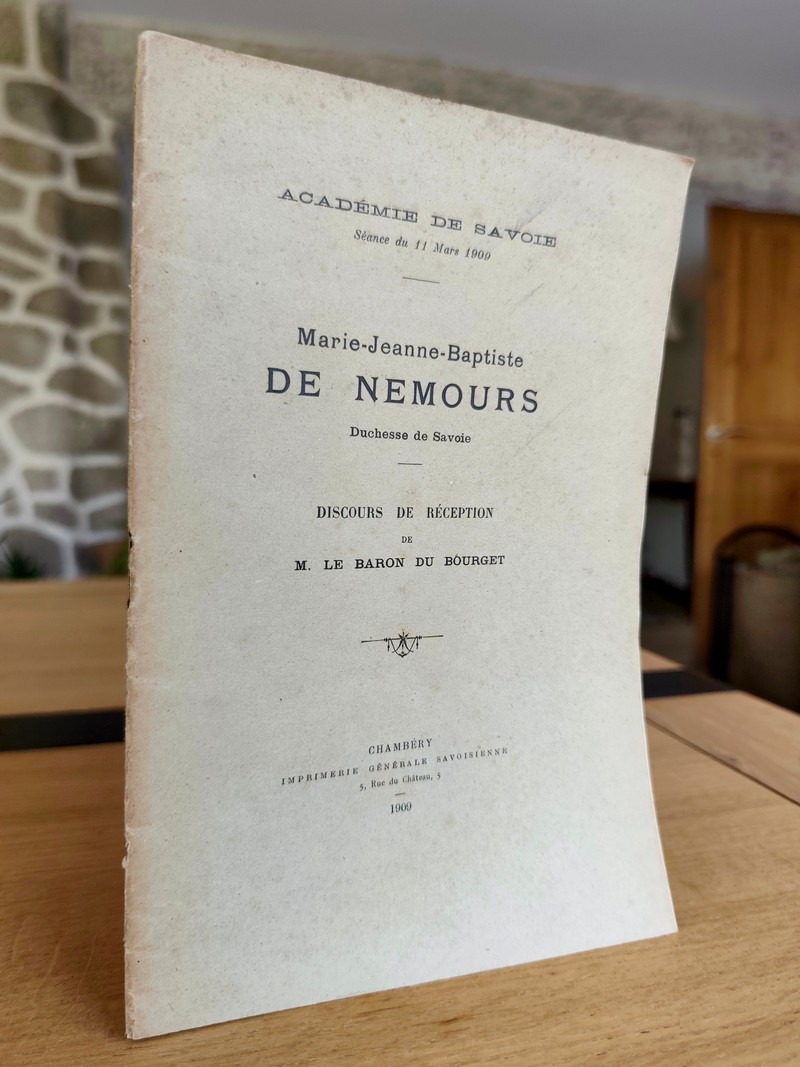 ACADÉMIE DE SAVOIE
Séance du 11 Mars 1909
Marie-Jeanne-Baptiste
DE NEMOURS
Duchesse de Savoie
DISCOURS DE RÉCEPTION
DE
M. LE BARON DU BOURGET
CHAMBÉRY
IMPRIMERIE GÉNÉRALE SAVOISIENNE
5, Rue du Château, 5
1909